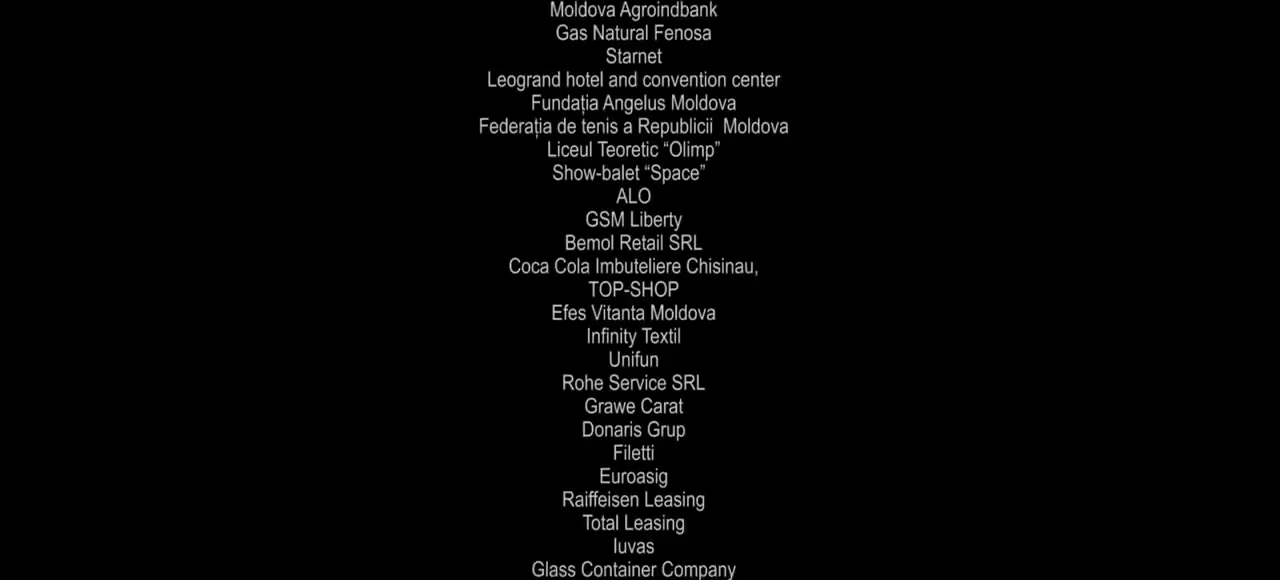 Moldova Agroindbank
Gas Natural Fenosa
Starnet
Leogrand hotel and convention center
Fundația Angelus Moldova
Federația de tenis a Republicii  Moldova
Liceul Teoretic “Olimp”
Show-balet “Space”
ALO
GSM Liberty
Bemol Retail SRL
Coca Cola Imbuteliere Chisinau,
TOP-SHOP
Efes Vitanta Moldova
Infinity Textil
Unifun
Rohe Service SRL
Grawe Carat
Donaris Grup
Filetti
Euroasig
Raiffeisen Leasing
Total Leasing
Iuvas
Glass Container Company